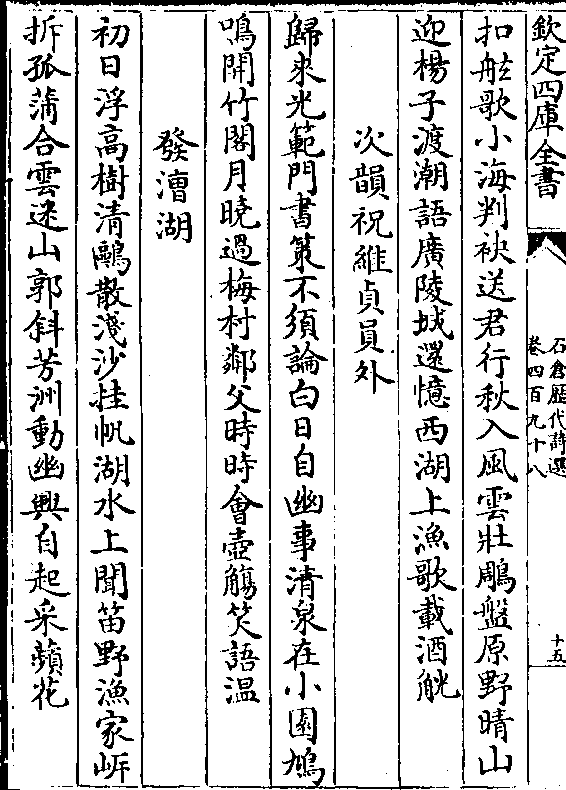 欽定四庫全書
石倉歷代詩選
卷四百九十八
十五
扣舷歌小海判袂送君行秋入風雲壯鵰盤原野晴山
迎楊子渡潮語廣陵城還憶西湖上漁歌載酒觥
次韻祝維貞員外
歸來光範門書策不須論白日自幽事清泉在小園鳩
鳴開竹閣月曉過梅村鄰父時時會壺觴笑語溫
發漕湖
初日浮高樹清鷗散淺沙挂帆湖水上聞笛野漁家㟁
拆孤蒲合雲迷山郭斜芳洲動幽興自起采蘋花